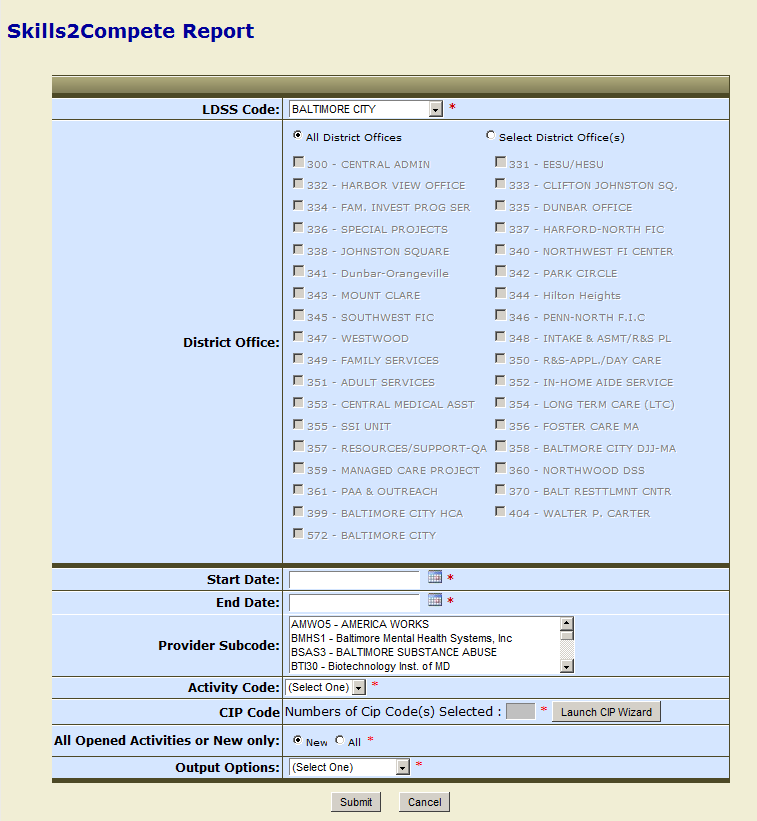 Skills2Compete Report
LDSS Code: BALTIMORE CITY *
All District Offices Select District Office(s)
300 - CENTRAL ADMIN 331 - EESU/HESU
332 - HARBOR VIEW OFFICE 333 - CLIFTON JOHNSTON SQ.
334 - FAM. INVEST PROG SER 335 - DUNBAR OFFICE
336 - SPECIAL PROJECTS 337 - HARFORD-NORTH FIC
338 - JOHNSTON SQUARE 340 - NORTHWEST FI CENTER
341 - Dunbar-Orangeville 342 - PARK CIRCLE
343 - MOUNT CLARE 344 - Hilton Heights
345 - SOUTHWEST FIC 346 - PENN-NORTH F.I.C
District Office: 347 - WESTWOOD 348 - INTAKE & ASMT/R&S PL
349 - FAMILY SERVICES 350 - R&S-APPL./DAY CARE
351 - ADULT SERVICES 352 - IN-HOME AIDE SERVICE
353 - CENTRAL MEDICAL ASST 354 - LONG TERM CARE (LTC)
355 - SSI UNIT 356 - FOSTER CARE MA
357 - RESOURCES/SUPPORT-QA 358 - BALTMORE CITY DJJ-MA
359 - MANAGED CARE PROJECT 360 - NORTHWOOD DSS
361 - PAA & OUTREACH 370 - BALT RESTTLMNT CNTR
399 - BALTIMORE CITY HCA 404 - WALTER P. CARTER
572 - BALTIMORE CITY
Start Date: *
End Date: *
AMWO5 - AMERICA WORKS
BMHS1 - Baltimore Mental Health Systems, Inc
Provider Subcode: BSAS3 - BALTIMORE SUBSTANCE ABUSE
BTI30 - Biotechnology Inst. of MD
Activity Code: (Select One) *
CIP Code Numbers of Cip Code(s) Selected : * Launch CIP Wizard
All Opened Activities or New only: New All *
Output Options: (Select One) *
Submit Cancel